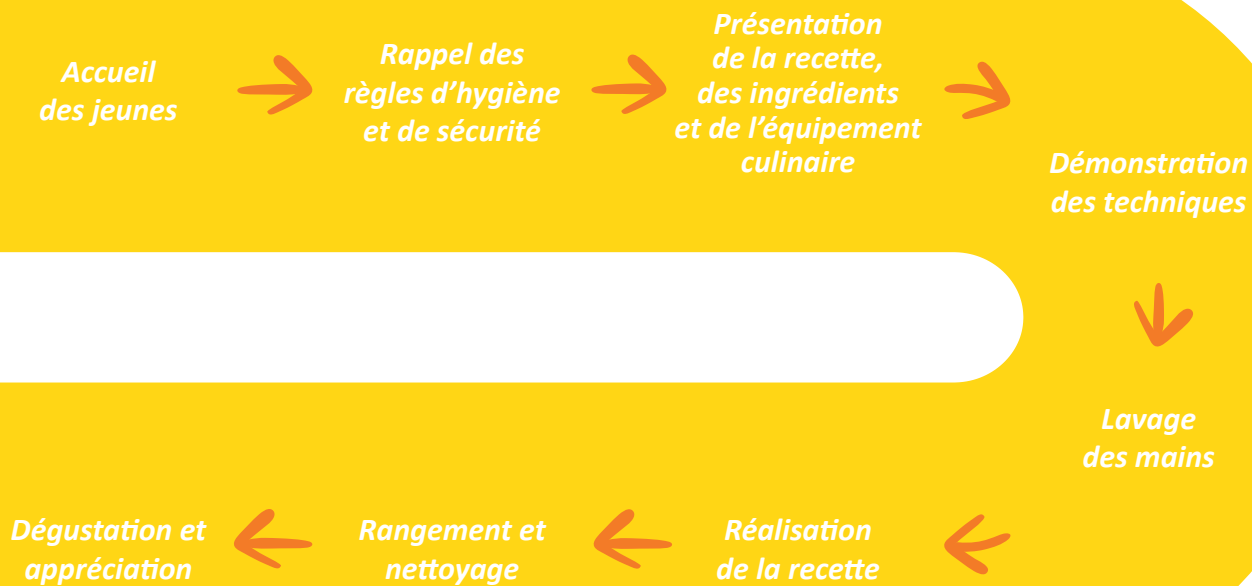 Accueil
des jeunes
Rappel des
règles d’hygiène
et de sécurité
Présentation
de la recette,
des ingrédients
et de l’équipement
culinaire
Démonstration
des techniques
Lavage
des mains
Réalisation
de la recette
Rangement et
nettoyage
Dégustation et
appréciation